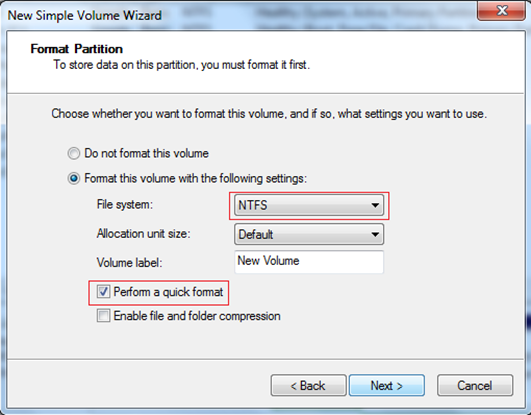 New Simple Volume Wizard
Format Partition
To store data on this partition, you must format it first.
Choose whether you want to format this volume, and if so, what settings you want to use.
Do not format this volume
Format this volume with the following settings:
File system: NTFS
Allocation unit size: Default
Volume label: New Volume
Perform a quick format
Enable file and folder compression
< Back Next > Cancel